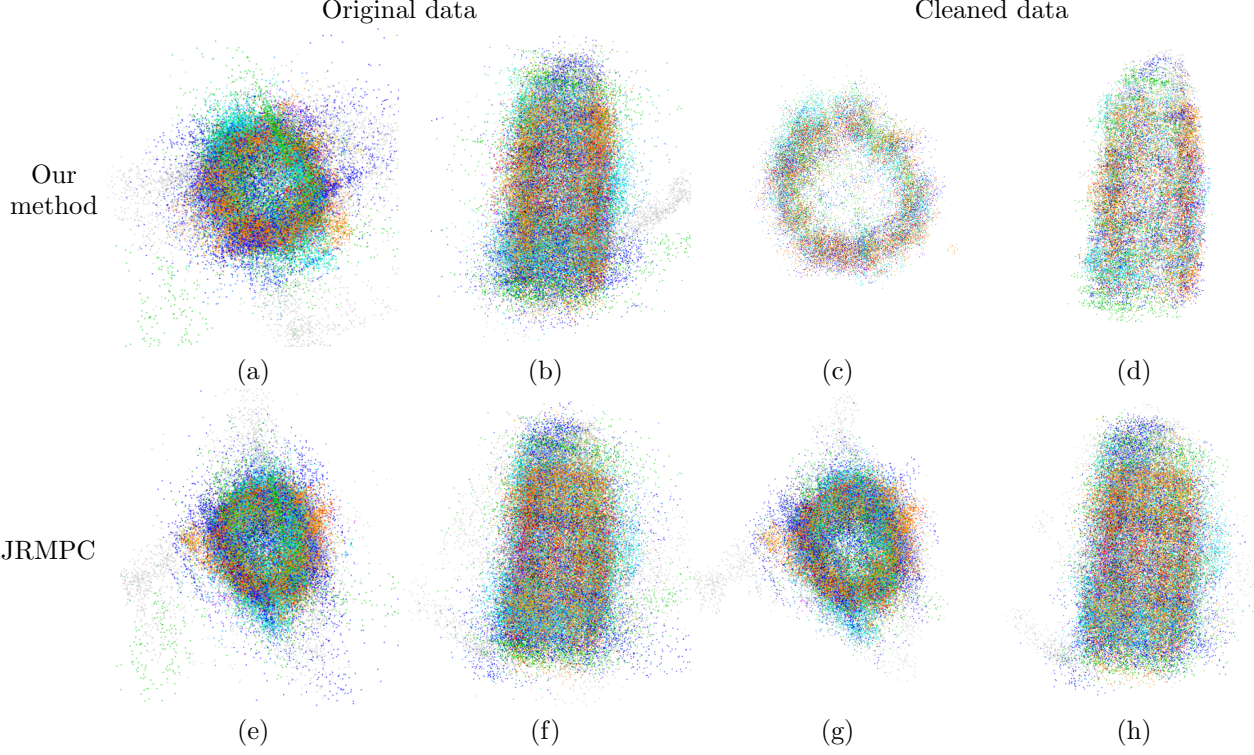 Original data
Cleaned data
Our
method
(a)
(b)
(c)
(d)
JRMPC
(e)
(f)
(g)
(h)